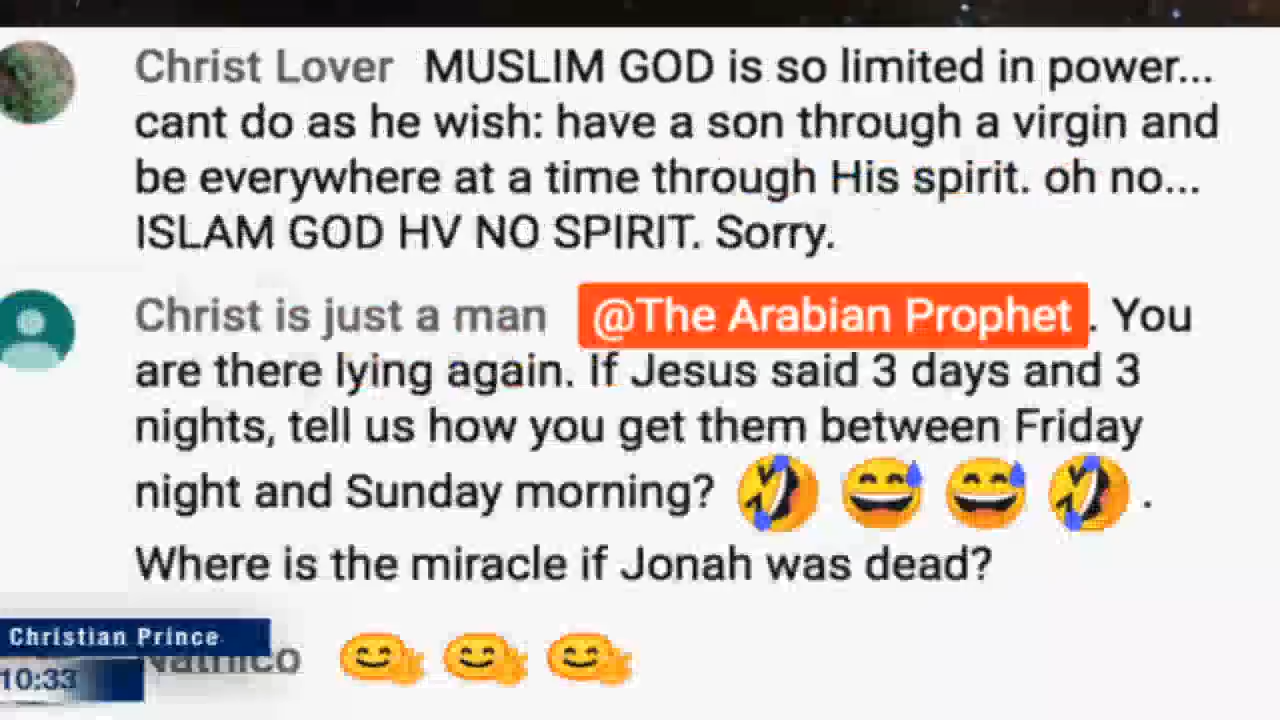 Christ Lover MUSLIM GOD is so limited in power...
cant do as he wish: have a son through a virgin and
be everywhere at a time through His spirit. oh no...
ISLAM GOD HV NO SPIRIT. Sorry.
Christ is just a man @The Arabian Prophet . You
are there lying again. If Jesus said 3 days and 3
nights, tell us how you get them between Friday
night and Sunday morning? 🤣 😅 😅 🤣 .
Where is the miracle if Jonah was dead?
Christian Prince
🤗 🤗 🤗
10:33